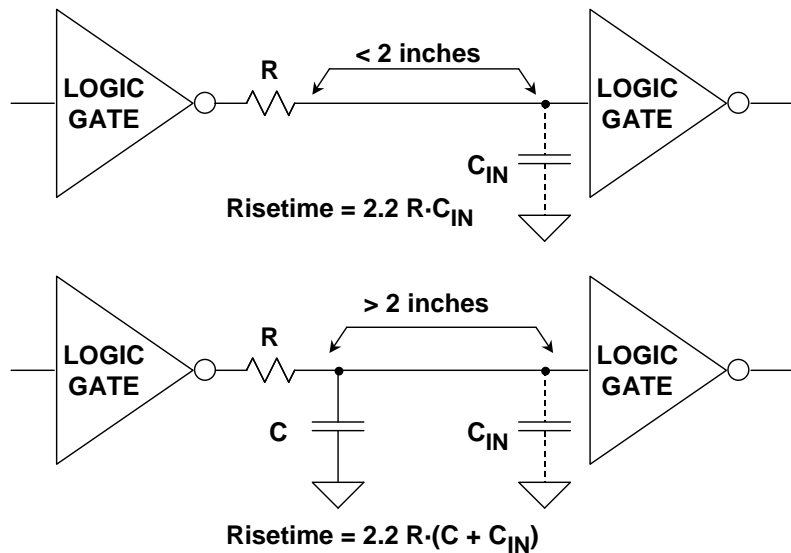 < 2 inches
R
LOGIC
GATE
LOGIC
GATE
C_IN
Risetime = 2.2 R·C_IN
> 2 inches
R
LOGIC
GATE
LOGIC
GATE
C
C_IN
Risetime = 2.2 R·(C + C_IN)